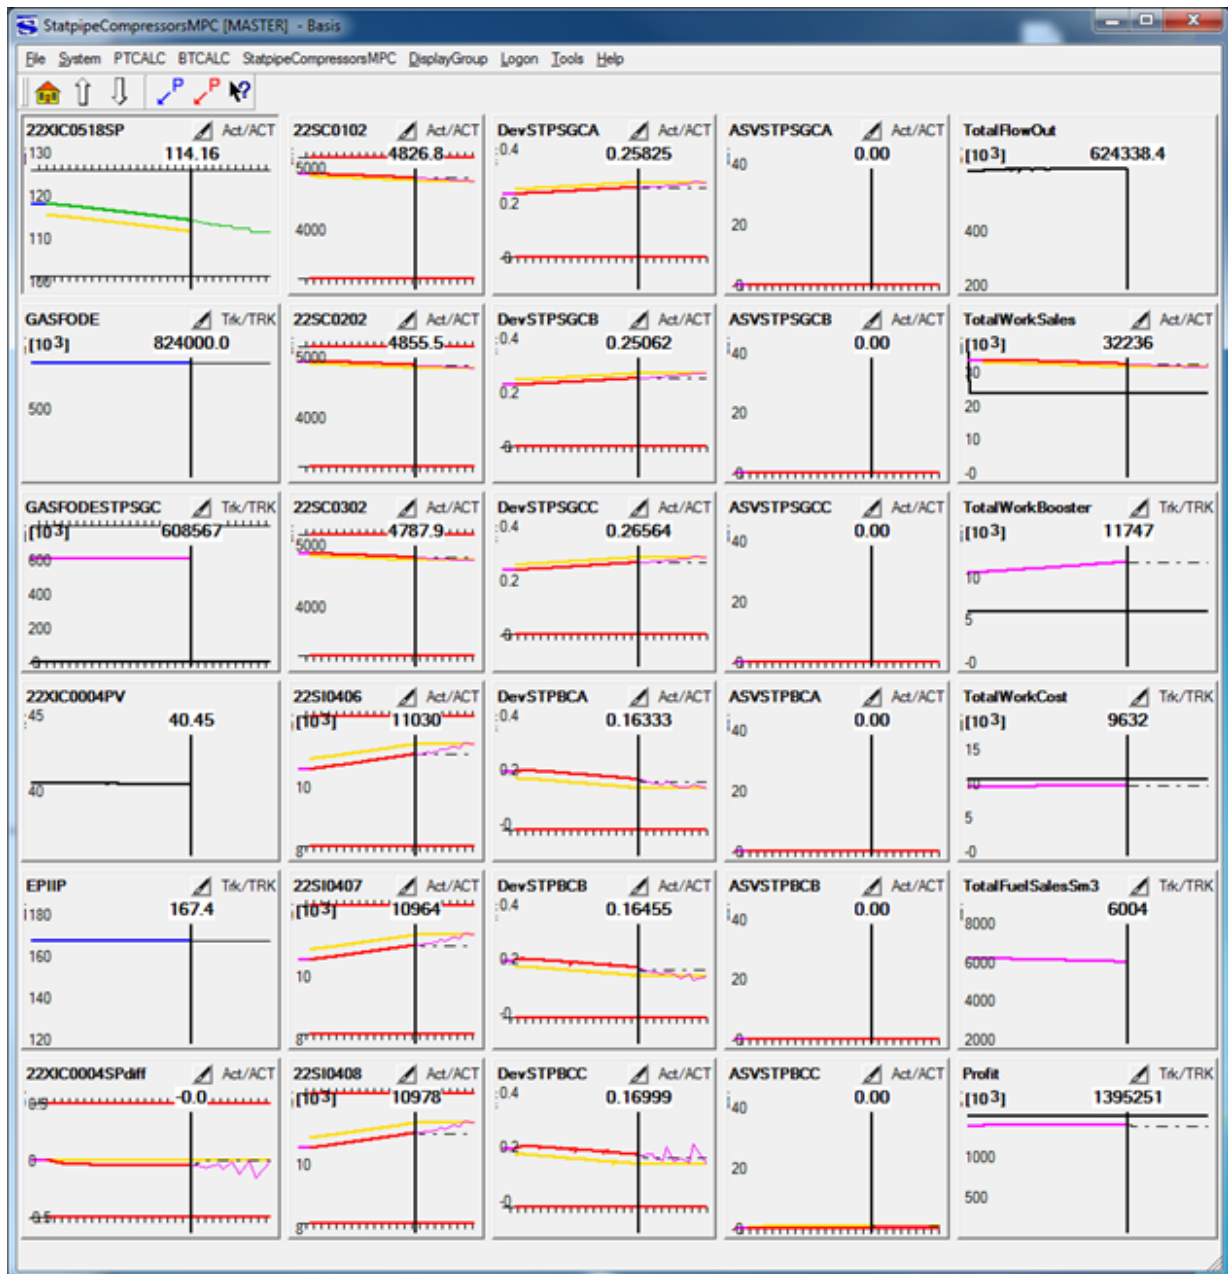 StatpipeCompressorsMPC [MASTER] - Basis
File System PTCALC BTCALC StatpipeCompressorsMPC DisplayGroup Logon Tools Help
22XIC0518SP Act/ACT
114.16
130
120
110
100
22SC0102 Act/ACT
4826.8
5000
4000
DevSTPSGCA Act/ACT
0.25825
0.4
0.2
-0
ASVSTPSGCA Act/ACT
0.00
40
20
-0
TotalFlowOut
[10 3] 624338.4
400
200
GASFODE Trk/TRK
[10 3] 824000.0
500
22SC0202 Act/ACT
4855.5
5000
4000
DevSTPSGCB Act/ACT
0.25062
0.4
0.2
-0
ASVSTPSGCB Act/ACT
0.00
40
20
-0
TotalWorkSales Act/ACT
[10 3] 32236
30
20
10
-0
GASFODESTPSGC Trk/TRK
[10 3] 608567
600
400
200
-0
22SC0302 Act/ACT
4787.9
5000
4000
DevSTPSGCC Act/ACT
0.26564
0.4
0.2
-0
ASVSTPSGCC Act/ACT
0.00
40
20
-0
TotalWorkBooster Trk/TRK
[10 3] 11747
10
5
-0
22XIC0004PV
45
40.45
40
22SI0406 Act/ACT
[10 3] 11030
10
8
DevSTPBCA Act/ACT
0.16333
0.4
0.2
-0
ASVSTPBCA Act/ACT
0.00
40
20
-0
TotalWorkCost Trk/TRK
[10 3] 9632
15
10
5
-0
EPIIP Trk/TRK
167.4
180
160
140
120
22SI0407 Act/ACT
[10 3] 10964
10
8
DevSTPBCB Act/ACT
0.16455
0.4
0.2
-0
ASVSTPBCB Act/ACT
0.00
40
20
-0
TotalFuelSalesSm3 Trk/TRK
6004
8000
6000
4000
2000
22XIC0004SPdiff Act/ACT
-0.0
0.5
0
-0.5
22SI0408 Act/ACT
[10 3] 10978
10
8
DevSTPBCC Act/ACT
0.16999
0.4
0.2
-0
ASVSTPBCC Act/ACT
0.00
40
20
-0
Profit Trk/TRK
[10 3] 1395251
1000
500